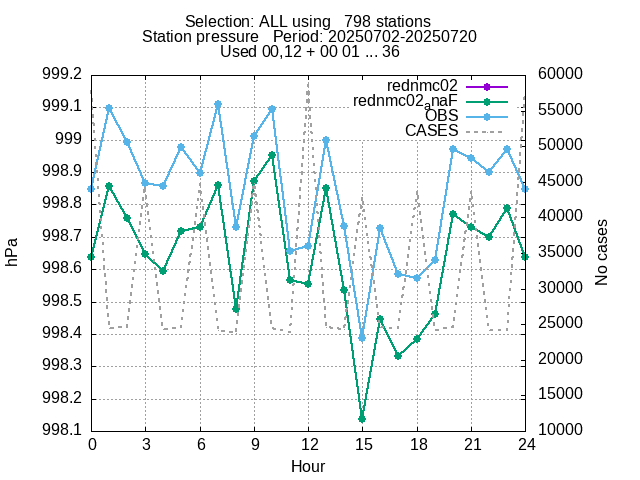 Selection: ALL using 798 stations
Station pressure Period: 20250702-20250720
Used 00,12 + 00 01 ... 36
999.2
999.1
999
998.9
998.8
998.7
998.6
998.5
998.4
998.3
998.2
998.1
hPa
rednmc02
rednmc02_naF
OBS
CASES
60000
55000
50000
45000
40000
35000
30000
25000
20000
15000
10000
No cases
0 3 6 9 12 15 18 21 24
Hour